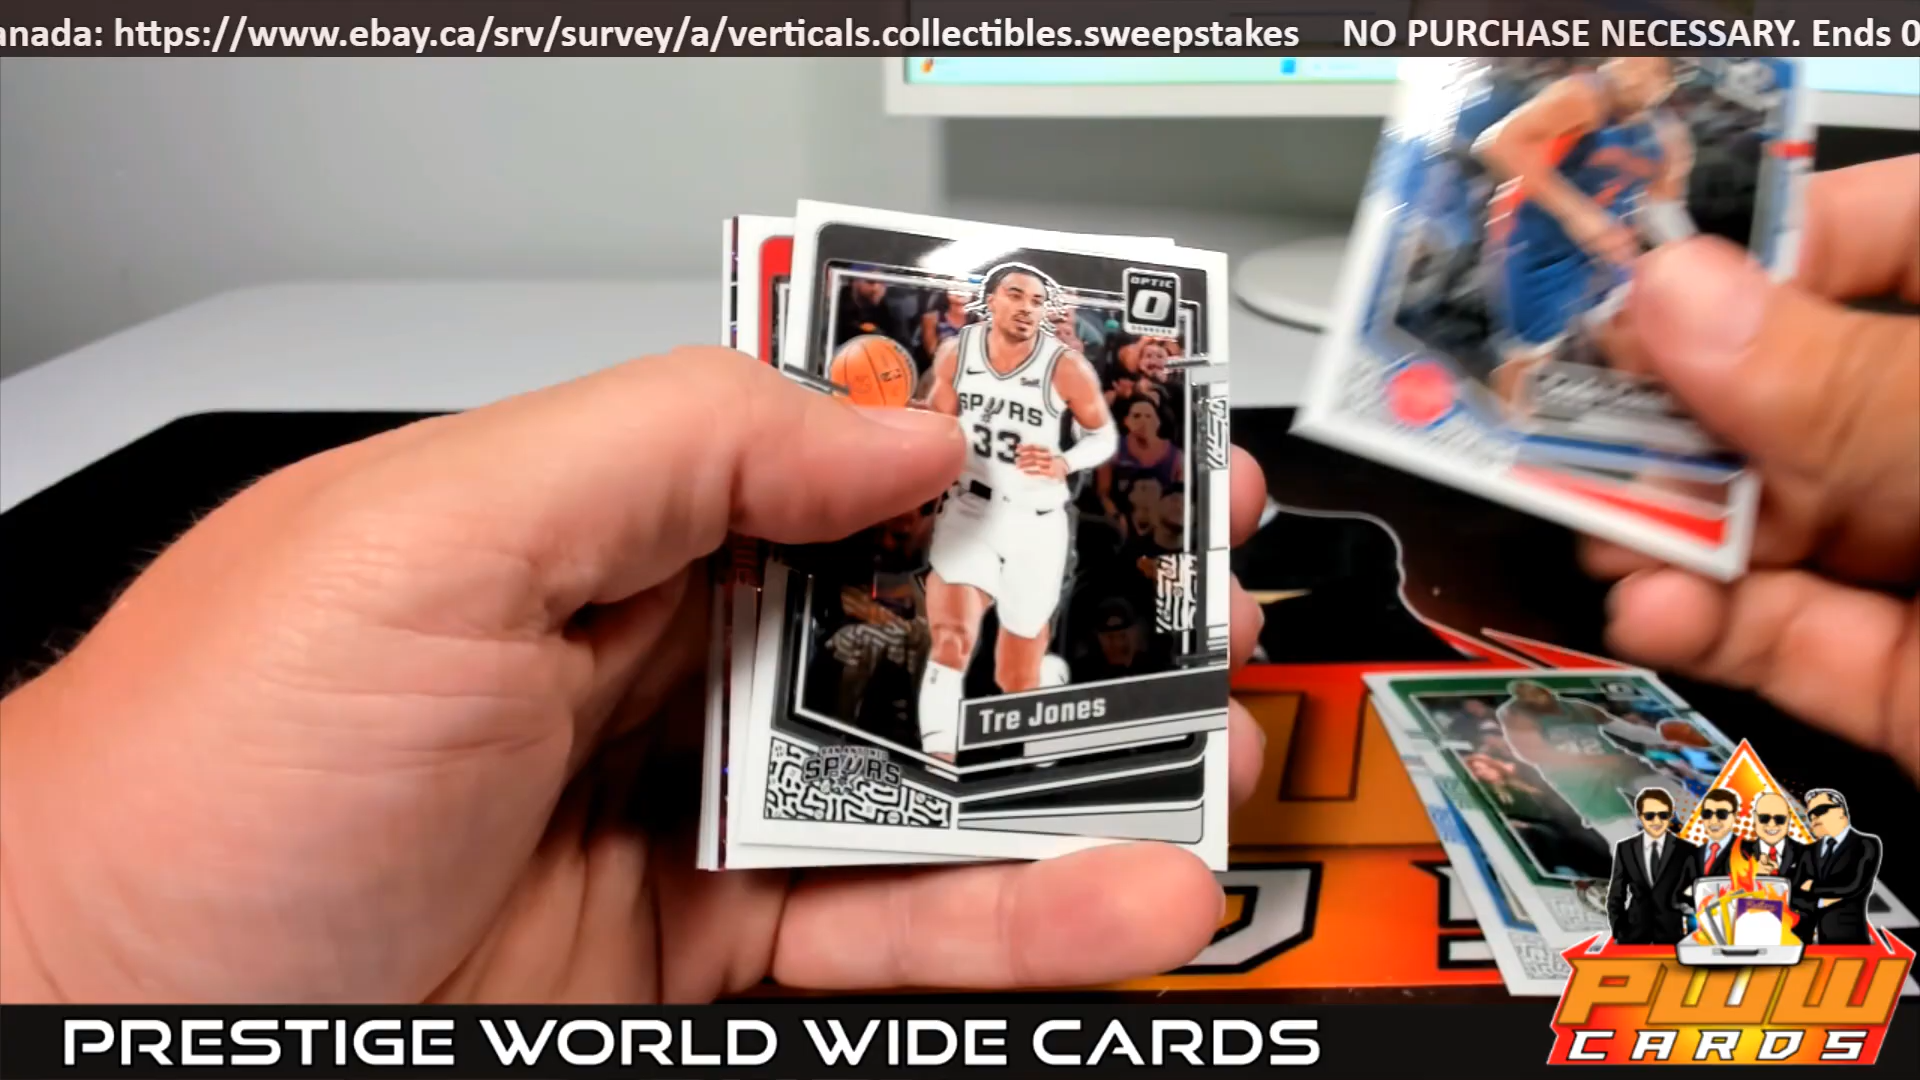 anada: https://www.ebay.ca/srv/survey/a/verticals.collectibles.sweepstakes NO PURCHASE NECESSARY. Ends 0
OPTIC
DONRUSS
SPURS
33
Tre Jones
SAN ANTONIO
SPURS
42
PWW
CARDS
PRESTIGE WORLD WIDE CARDS